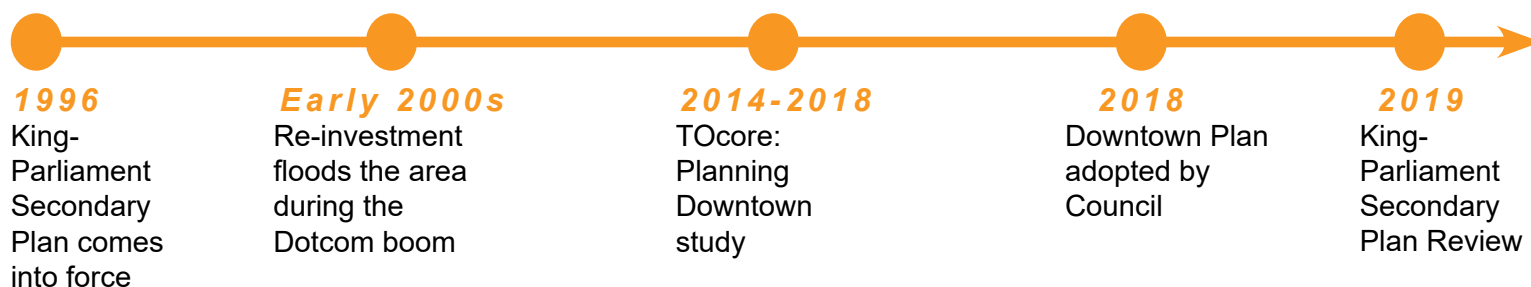 1996
King-
Parliament
Secondary
Plan comes
into force
Early 2000s
Re-investment
floods the area
during the
Dotcom boom
2014-2018
TOcore:
Planning
Downtown
study
2018
Downtown Plan
adopted by
Council
2019
King-
Parliament
Secondary
Plan Review